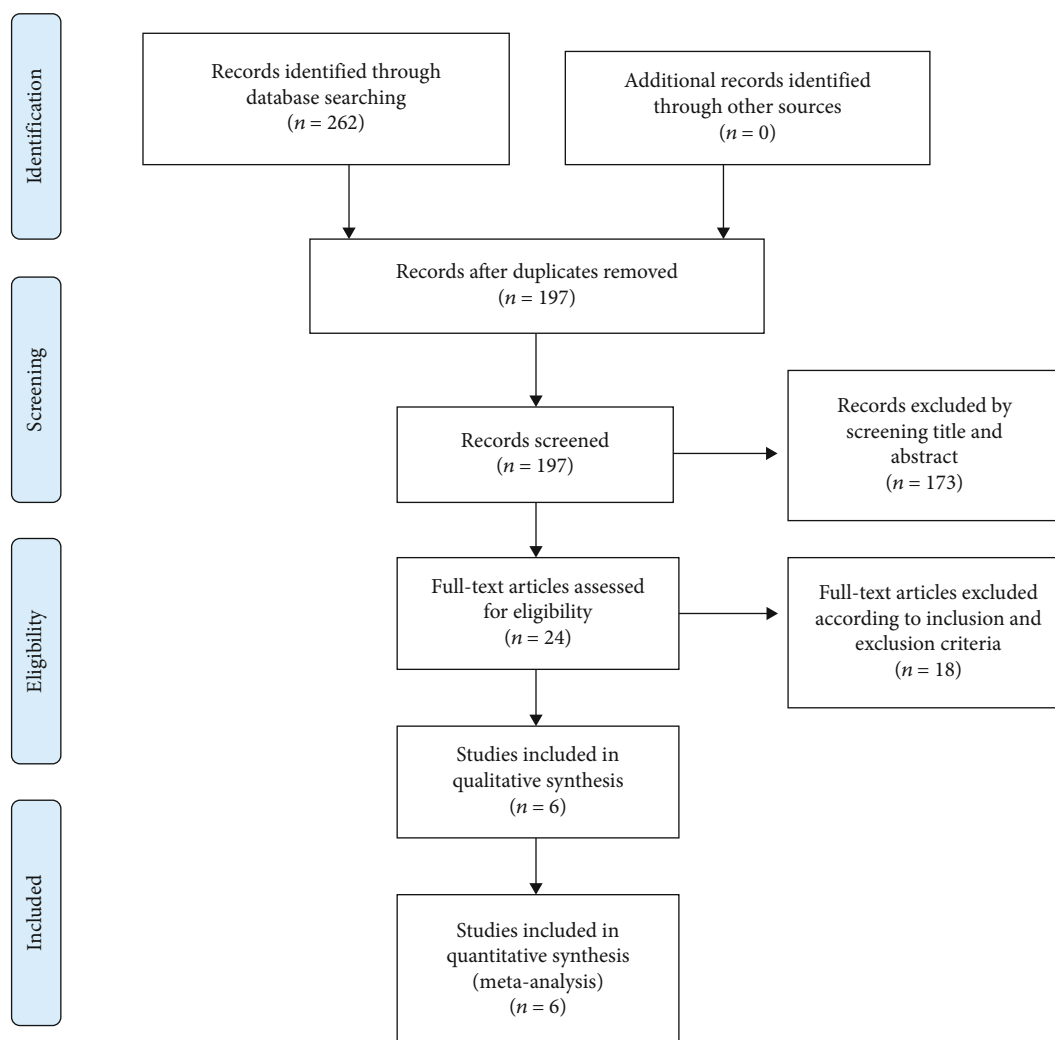 Identification
Records identified through
database searching
(n = 262)
Additional records identified
through other sources
(n = 0)
Records after duplicates removed
(n = 197)
Screening
Records screened
(n = 197)
Records excluded by
screening title and
abstract
(n = 173)
Eligibility
Full-text articles assessed
for eligibility
(n = 24)
Full-text articles excluded
according to inclusion and
exclusion criteria
(n = 18)
Studies included in
qualitative synthesis
(n = 6)
Included
Studies included in
quantitative synthesis
(meta-analysis)
(n = 6)